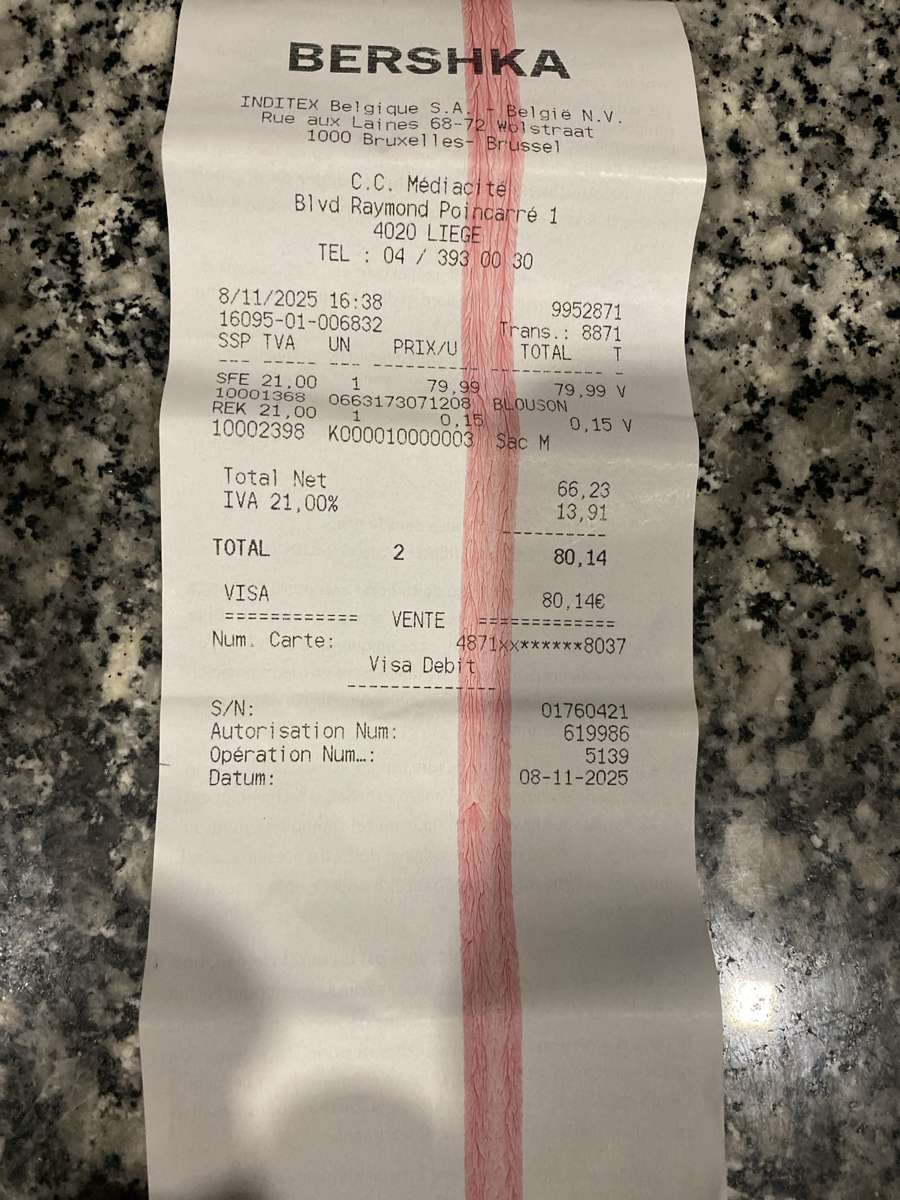 BERSHKA
INDITEX Belgique S.A. - België N.V.
Rue aux Laines 68-72 Wolstraat
1000 Bruxelles- Brussel
C.C. Médiacité
Blvd Raymond Poincarré 1
4020 LIEGE
TEL : 04 / 393 00 30
8/11/2025 16:38 9952871
16095-01-006832 Trans.: 8871
SSP TVA UN PRIX/U TOTAL T
--- ----- --- ---------- ----------- -
SFE 21,00 1 79,99 79,99 V
10001368 0663173071208 BLOUSON
REK 21,00 1 0,15 0,15 V
10002398 K000010000003 Sac M
Total Net 66,23
IVA 21,00% 13,91
----------
TOTAL 2 80,14
VISA 80,14€
============ VENTE ============
Num. Carte: 4871xx******8037
Visa Debit
--------------
S/N: 01760421
Autorisation Num: 619986
Opération Num…: 5139
Datum: 08-11-2025